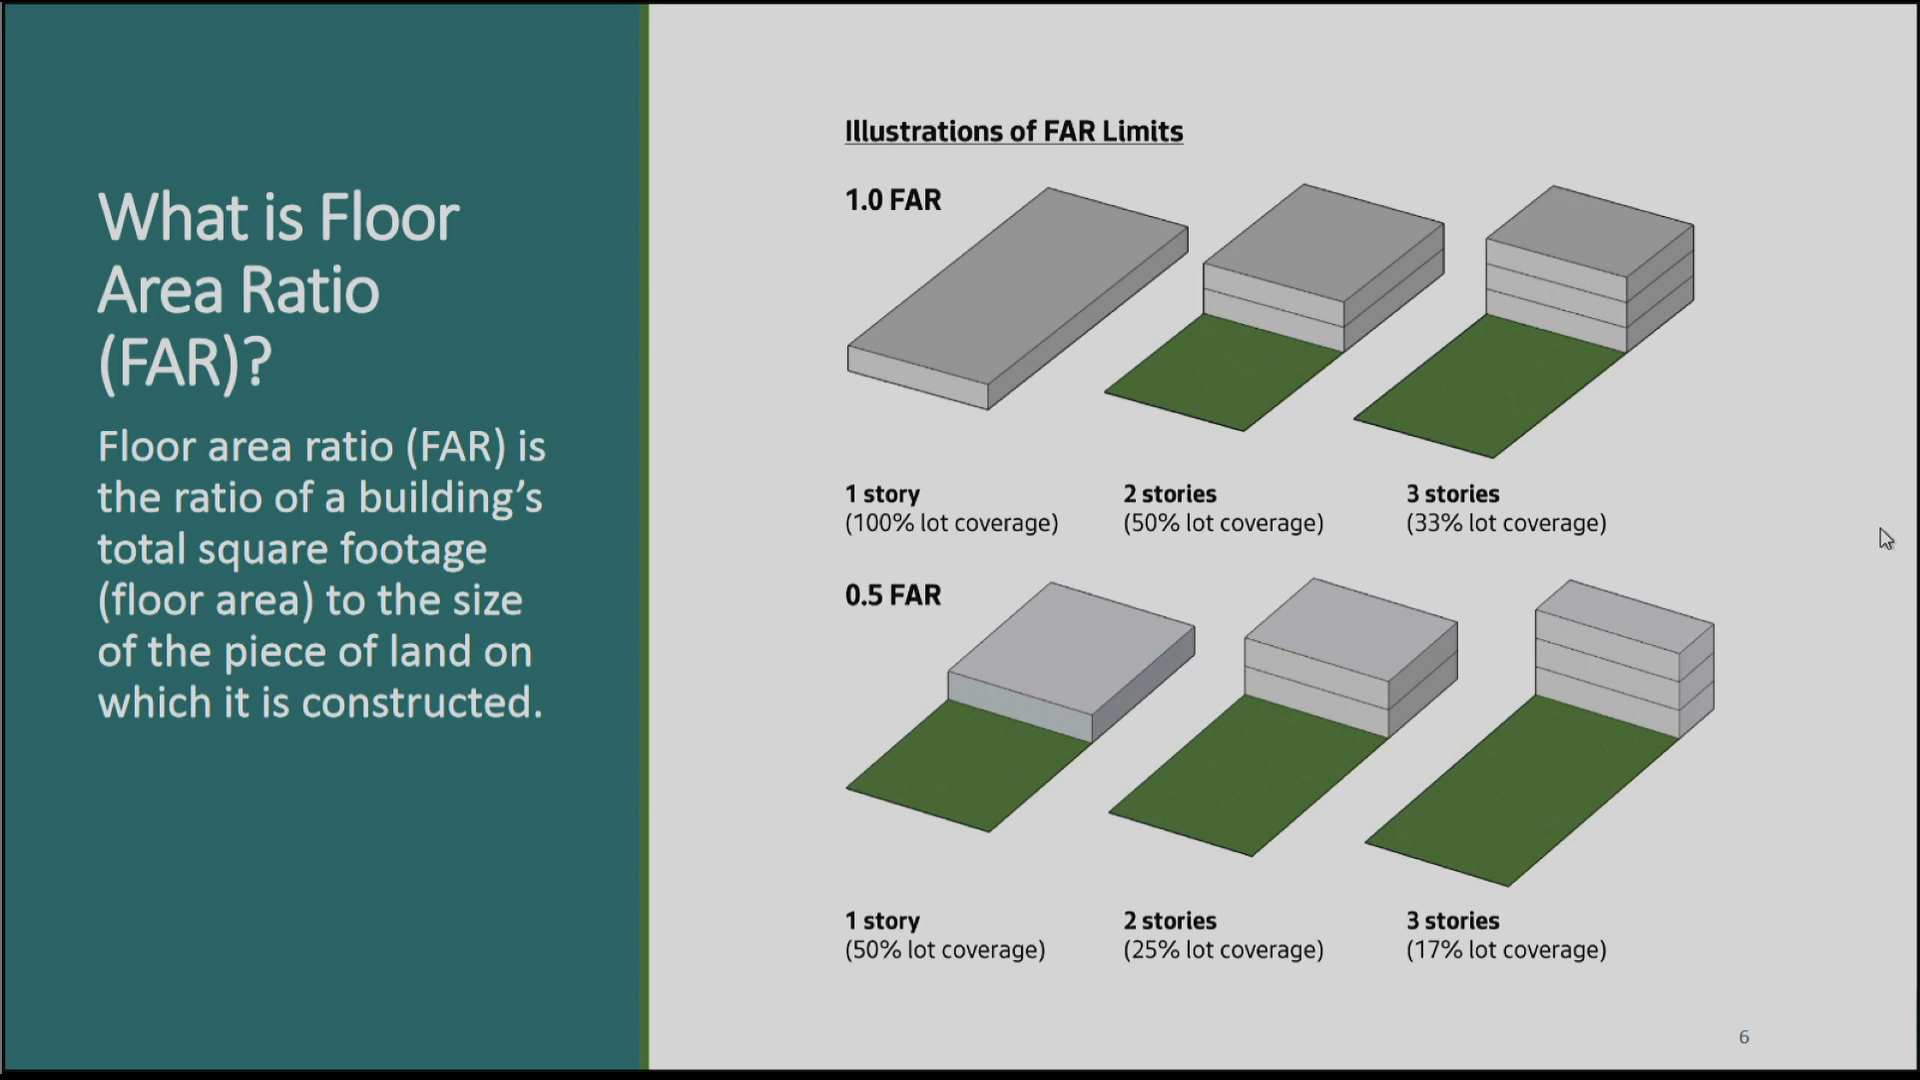 What is Floor
Area Ratio
(FAR)?
Floor area ratio (FAR) is
the ratio of a building’s
total square footage
(floor area) to the size
of the piece of land on
which it is constructed.
Illustrations of FAR Limits
1.0 FAR
1 story
(100% lot coverage)
2 stories
(50% lot coverage)
3 stories
(33% lot coverage)
0.5 FAR
1 story
(50% lot coverage)
2 stories
(25% lot coverage)
3 stories
(17% lot coverage)
6